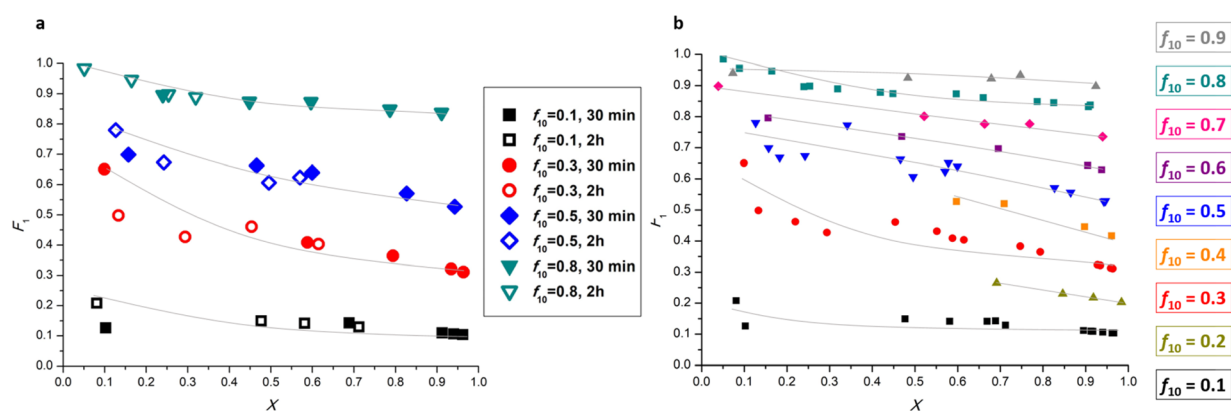 a
F1
1.0
0.9
0.8
0.7
0.6
0.5
0.4
0.3
0.2
0.1
0.0
0.0 0.1 0.2 0.3 0.4 0.5 0.6 0.7 0.8 0.9 1.0
X
f10=0.1, 30 min
f10=0.1, 2h
f10=0.3, 30 min
f10=0.3, 2h
f10=0.5, 30 min
f10=0.5, 2h
f10=0.8, 30 min
f10=0.8, 2h
b
F1
1.0
0.9
0.8
0.7
0.6
0.5
0.4
0.3
0.2
0.1
0.0
0.0 0.1 0.2 0.3 0.4 0.5 0.6 0.7 0.8 0.9 1.0
X
f10 = 0.9
f10 = 0.8
f10 = 0.7
f10 = 0.6
f10 = 0.5
f10 = 0.4
f10 = 0.3
f10 = 0.2
f10 = 0.1